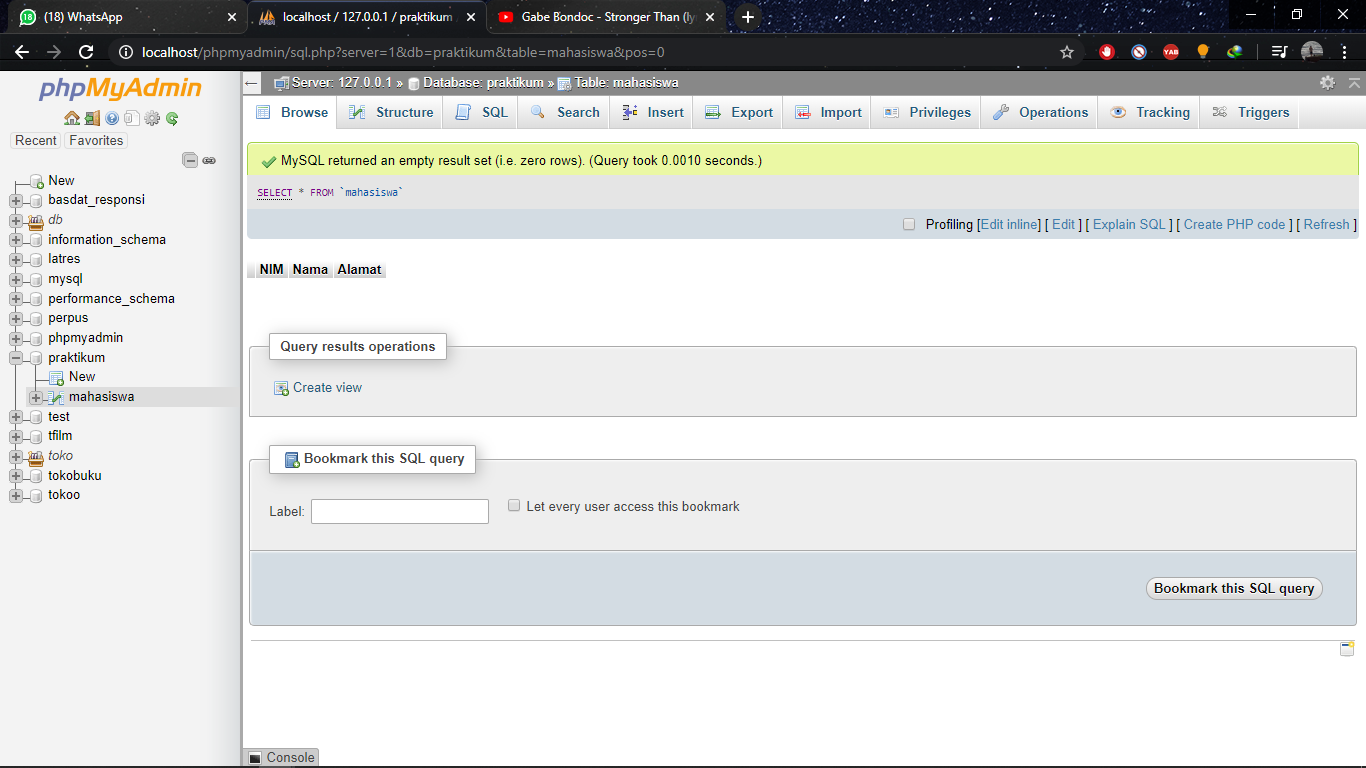 (18) WhatsApp
localhost / 127.0.0.1 / praktikum
Gabe Bondoc - Stronger Than (ly
localhost/phpmyadmin/sql.php?server=1&db=praktikum&table=mahasiswa&pos=0
phpMyAdmin
Recent Favorites
New
basdat_responsi
db
information_schema
latres
mysql
performance_schema
perpus
phpmyadmin
praktikum
New
mahasiswa
test
tfilm
toko
tokobuku
tokoo
Server: 127.0.0.1 » Database: praktikum » Table: mahasiswa
Browse Structure SQL Search Insert Export Import Privileges Operations Tracking Triggers
MySQL returned an empty result set (i.e. zero rows). (Query took 0.0010 seconds.)
SELECT * FROM `mahasiswa`
Profiling [Edit inline] [ Edit ] [ Explain SQL ] [ Create PHP code ] [ Refresh ]
NIM Nama Alamat
Query results operations
Create view
Bookmark this SQL query
Label: Let every user access this bookmark
Bookmark this SQL query
Console